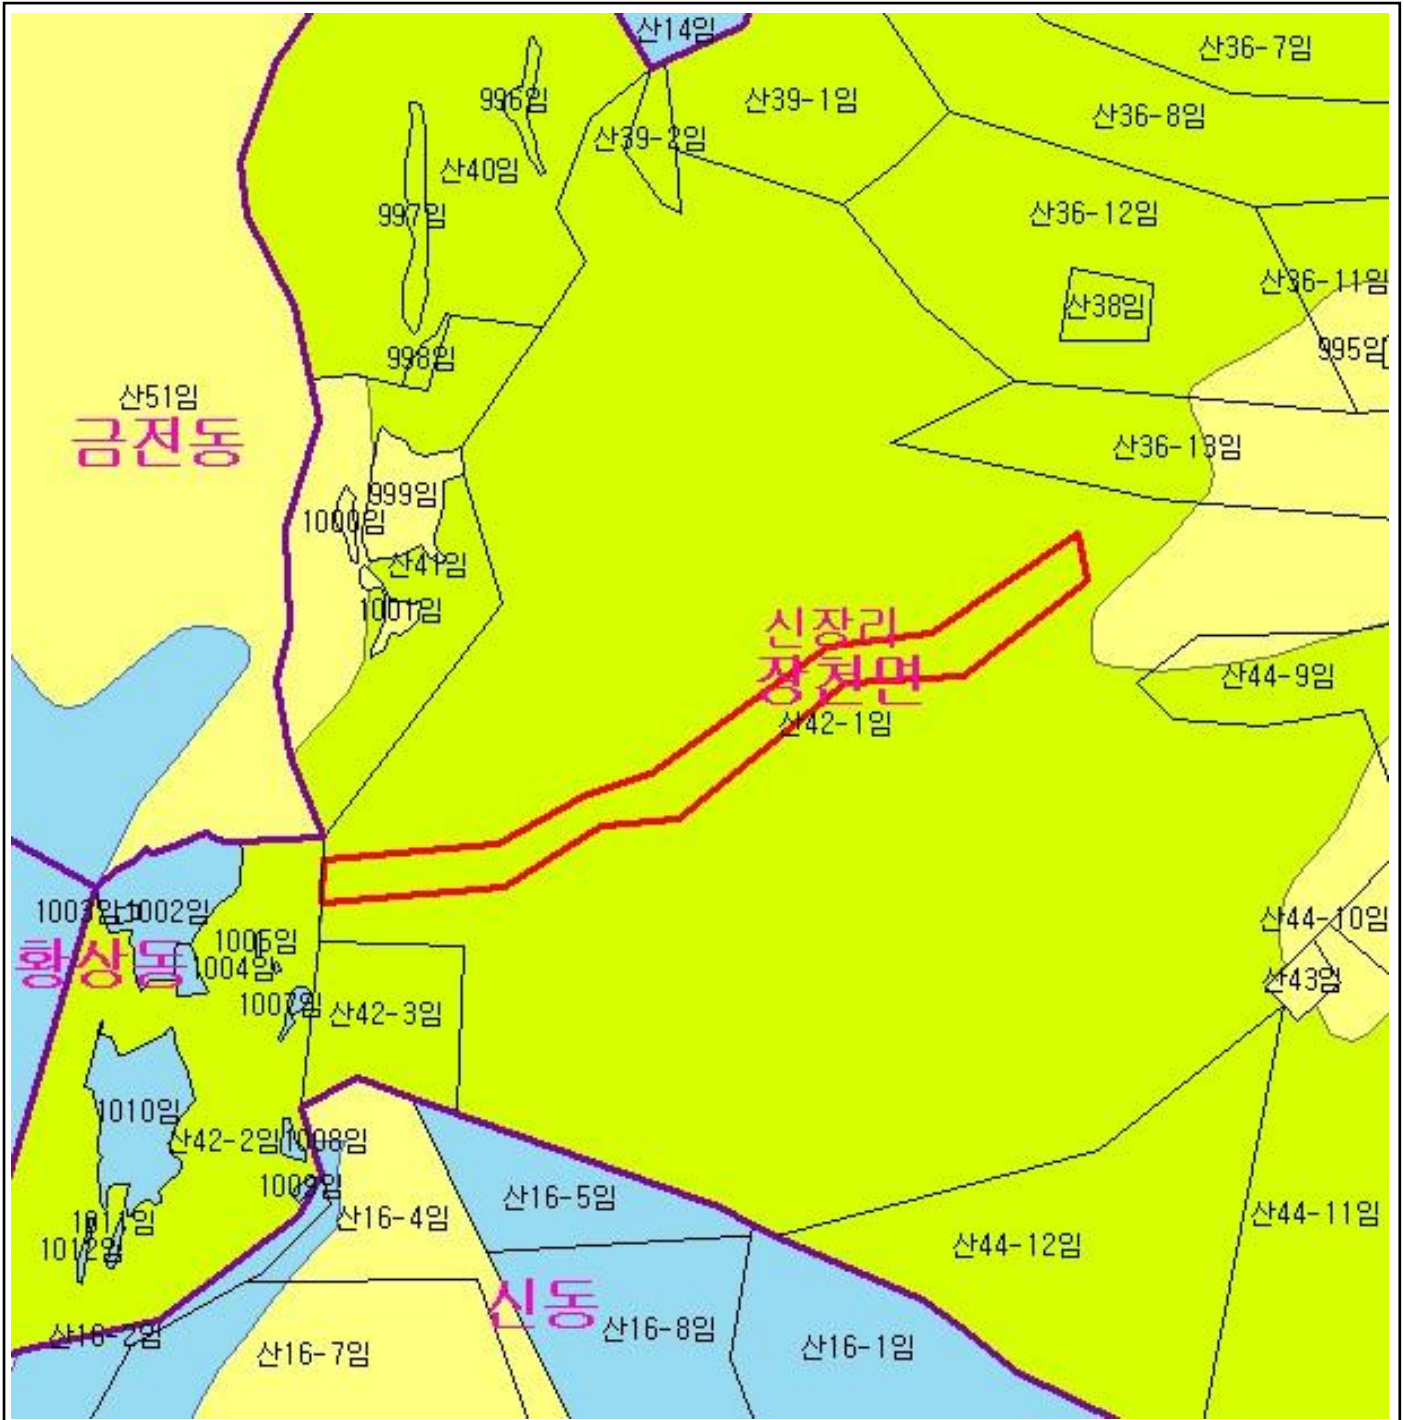 산14임
산36-7임
996임
산39-1임
산36-8임
산39-2임
산40임
997임
산36-12임
산36-11임
산38임
998임
995임
산51임
금전동
산36-13임
999임
1000임
산41임
1001임
신장리
장천면
산44-9임
산42-1임
1003임
1002임
산44-10임
황상동
1005임
1004임
산43임
1007임
산42-3임
1010임
산42-2임
1008임
1009임
산16-5임
산16-4임
1011임
산44-11임
1012임
산44-12임
신동
산16-2임
산16-8임
산16-7임
산16-1임